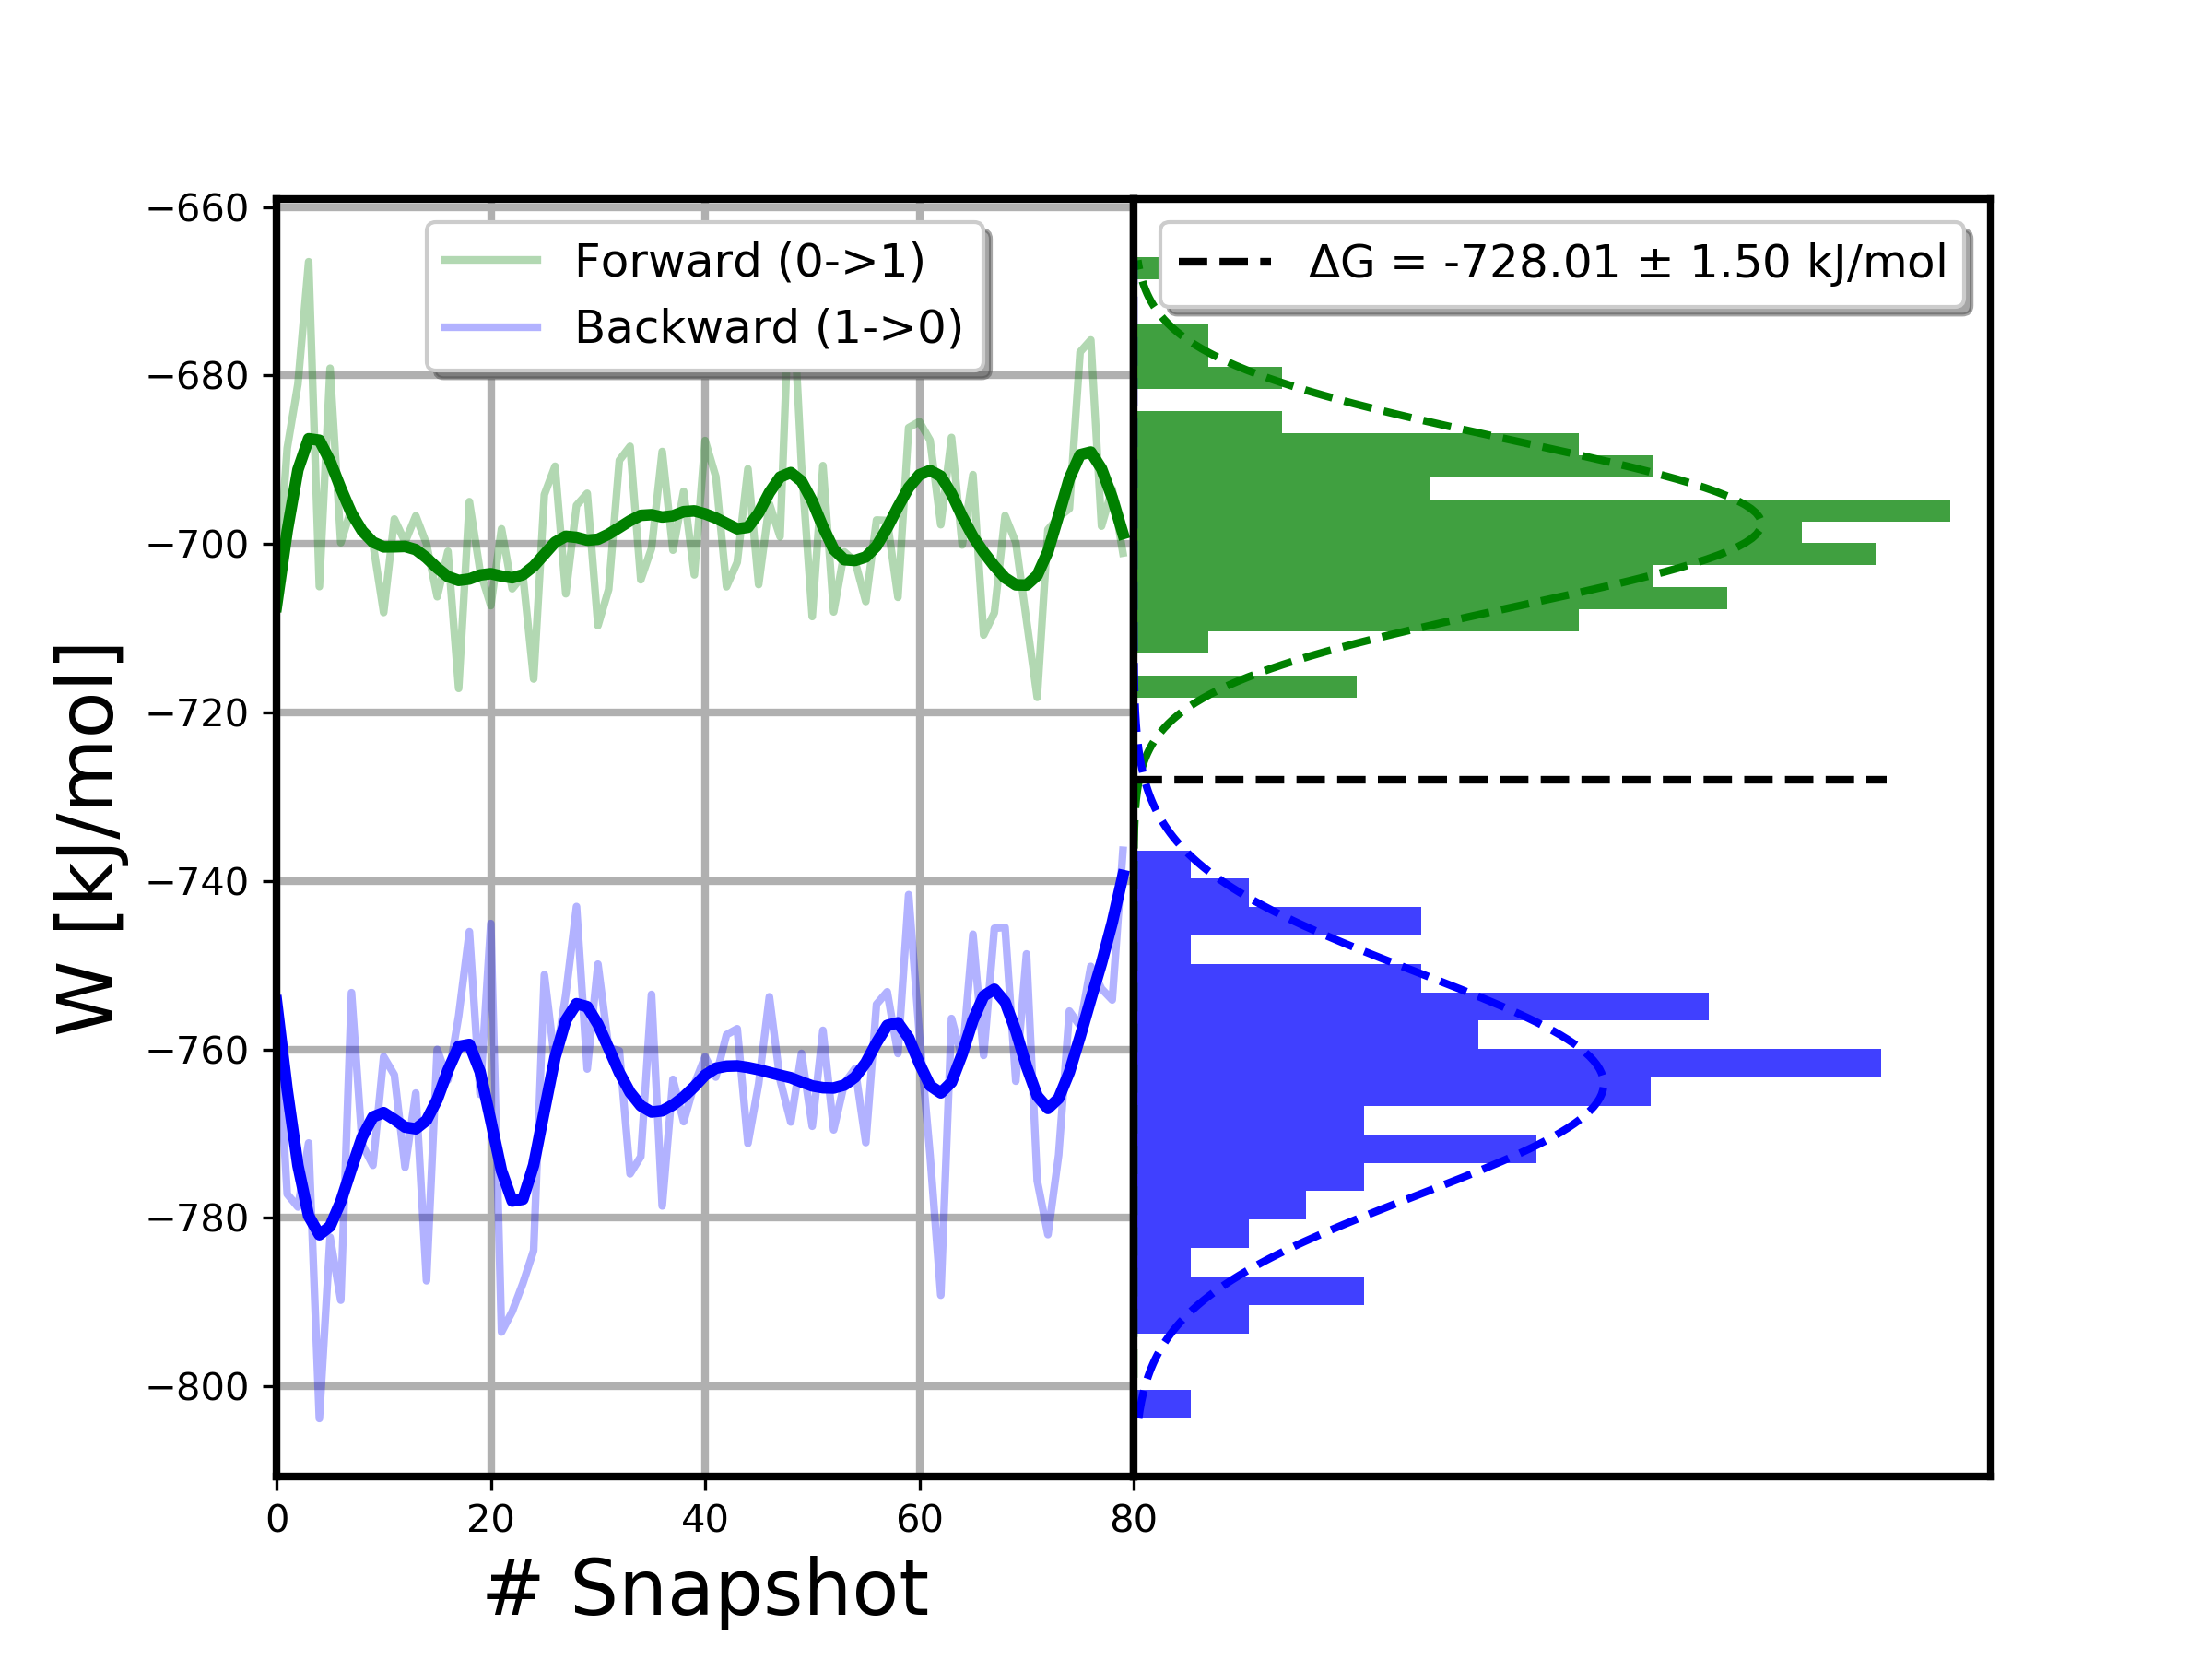 −660
−680
−700
−720
−740
−760
−780
−800
W [kJ/mol]
Forward (0->1)
Backward (1->0)
ΔG = -728.01 ± 1.50 kJ/mol
0 20 40 60 80
# Snapshot